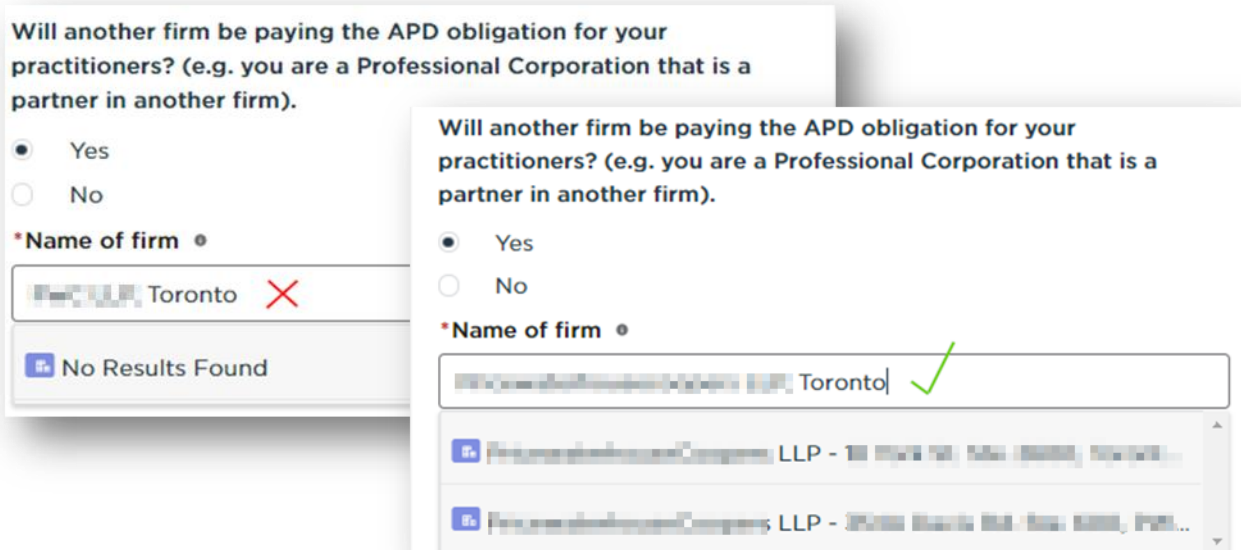 Will another firm be paying the APD obligation for your
practitioners? (e.g. you are a Professional Corporation that is a
partner in another firm).
Yes
No
*Name of firm
Toronto
No Results Found
Will another firm be paying the APD obligation for your
practitioners? (e.g. you are a Professional Corporation that is a
partner in another firm).
Yes
No
*Name of firm
Toronto
LLP -
LLP -